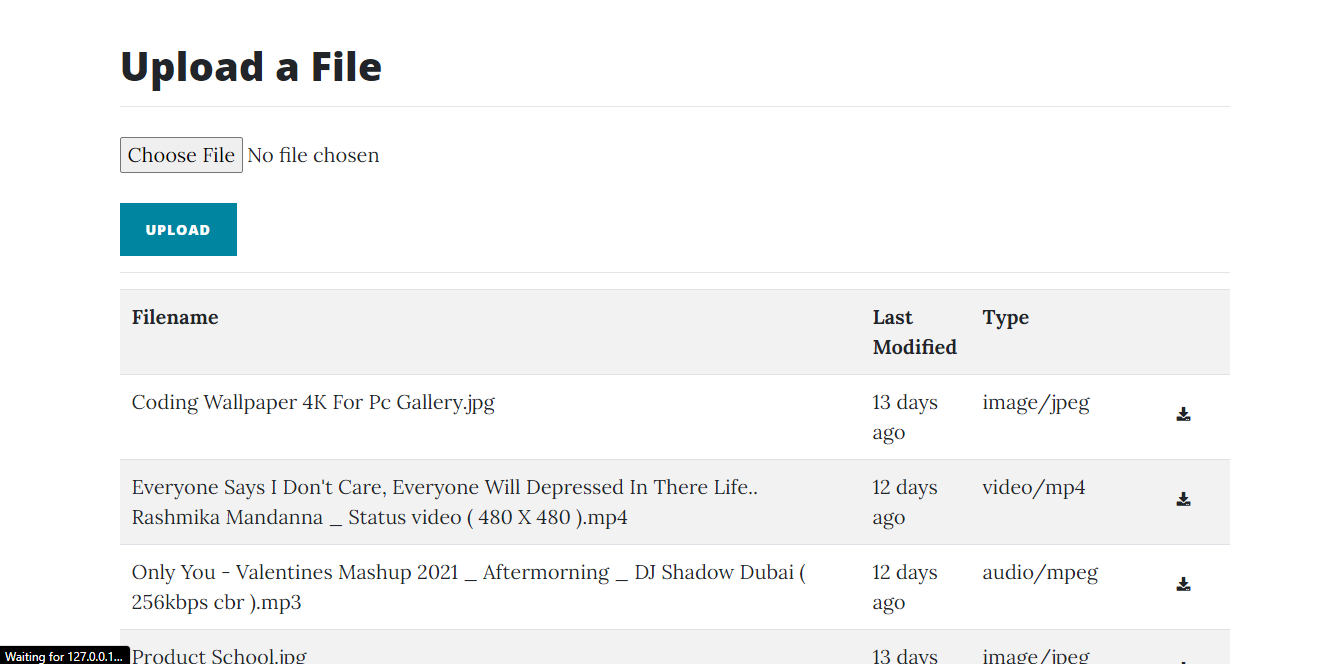 Upload a File
Choose File No file chosen
UPLOAD
Filename Last Modified Type
Coding Wallpaper 4K For Pc Gallery.jpg 13 days ago image/jpeg
Everyone Says I Don't Care, Everyone Will Depressed In There Life..
Rashmika Mandanna _ Status video ( 480 X 480 ).mp4 12 days ago video/mp4
Only You - Valentines Mashup 2021 _ Aftermorning _ DJ Shadow Dubai (
256kbps cbr ).mp3 12 days ago audio/mpeg
Product School.jpg 13 days image/jpeg
Waiting for 127.0.0.1...